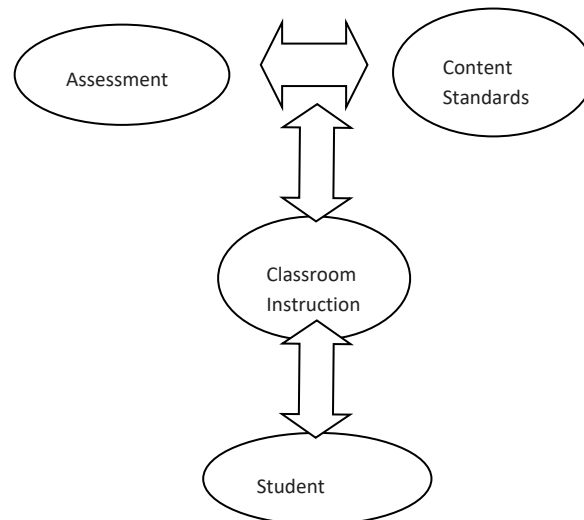 Assessment
Content
Standards
Classroom
Instruction
Student